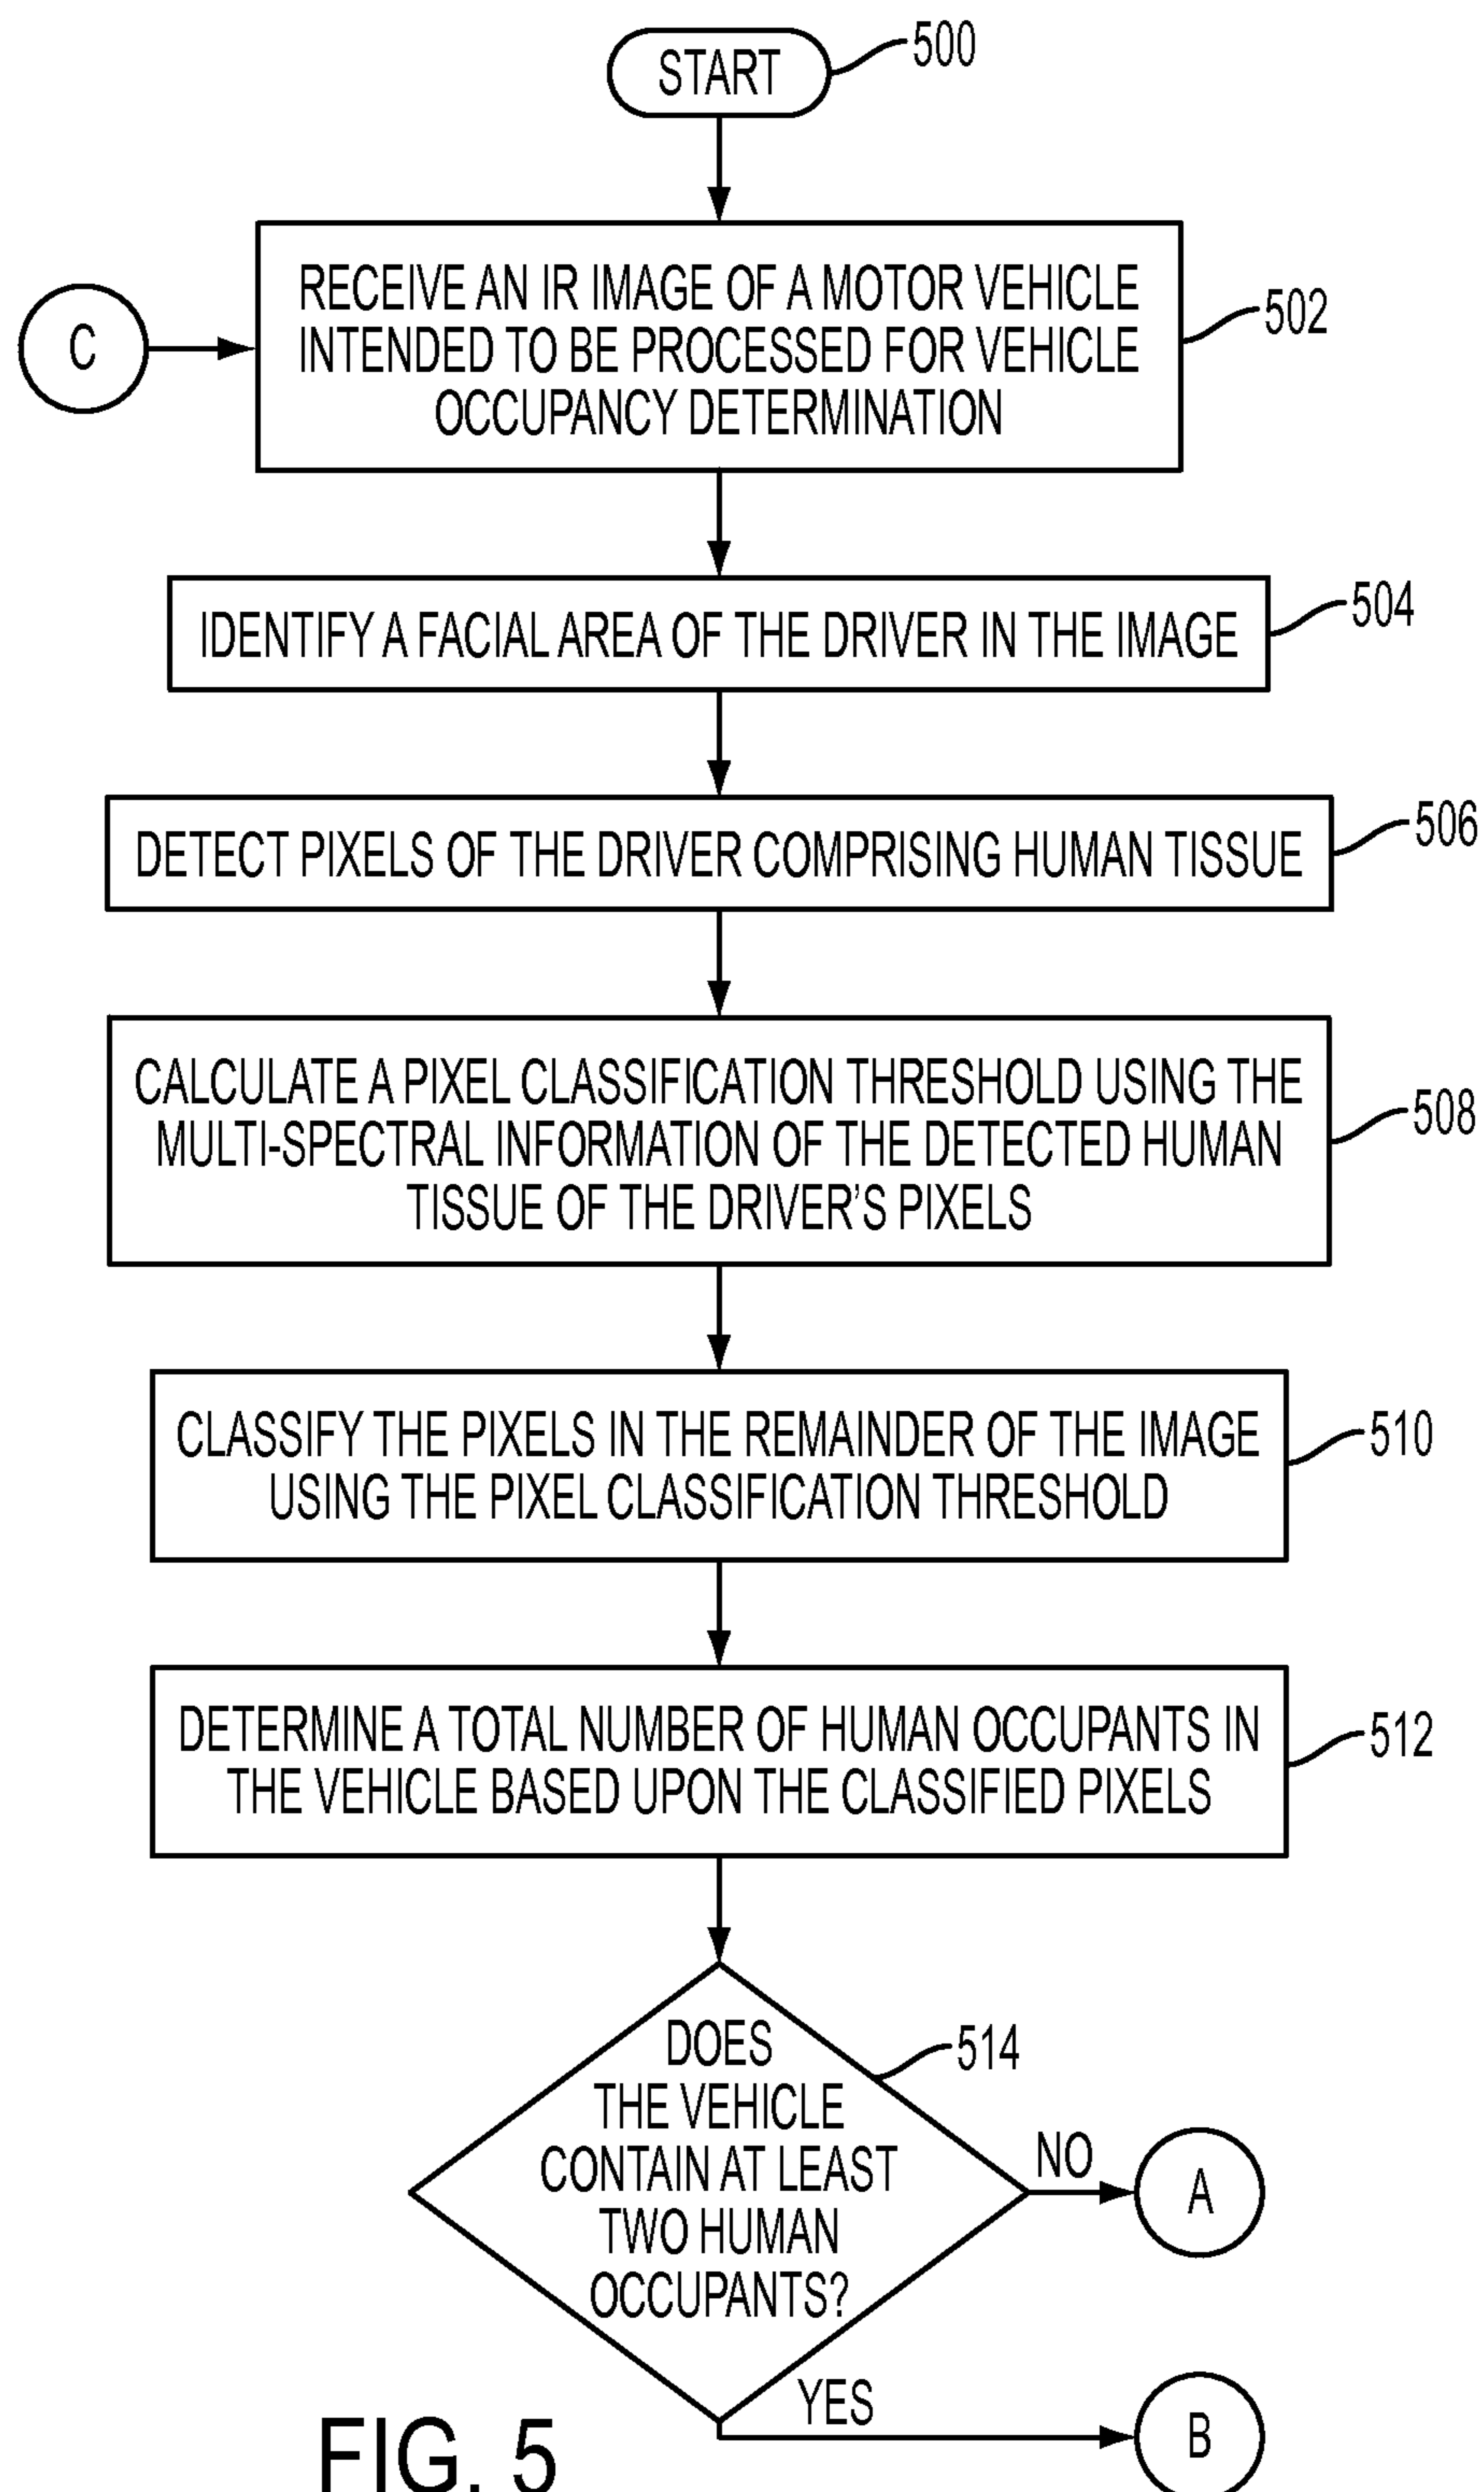 START
500
C
RECEIVE AN IR IMAGE OF A MOTOR VEHICLE
INTENDED TO BE PROCESSED FOR VEHICLE
OCCUPANCY DETERMINATION
502
IDENTIFY A FACIAL AREA OF THE DRIVER IN THE IMAGE
504
DETECT PIXELS OF THE DRIVER COMPRISING HUMAN TISSUE
506
CALCULATE A PIXEL CLASSIFICATION THRESHOLD USING THE
MULTI-SPECTRAL INFORMATION OF THE DETECTED HUMAN
TISSUE OF THE DRIVER’S PIXELS
508
CLASSIFY THE PIXELS IN THE REMAINDER OF THE IMAGE
USING THE PIXEL CLASSIFICATION THRESHOLD
510
DETERMINE A TOTAL NUMBER OF HUMAN OCCUPANTS IN
THE VEHICLE BASED UPON THE CLASSIFIED PIXELS
512
DOES
THE VEHICLE
CONTAIN AT LEAST
TWO HUMAN
OCCUPANTS?
514
NO
A
YES
B
FIG. 5